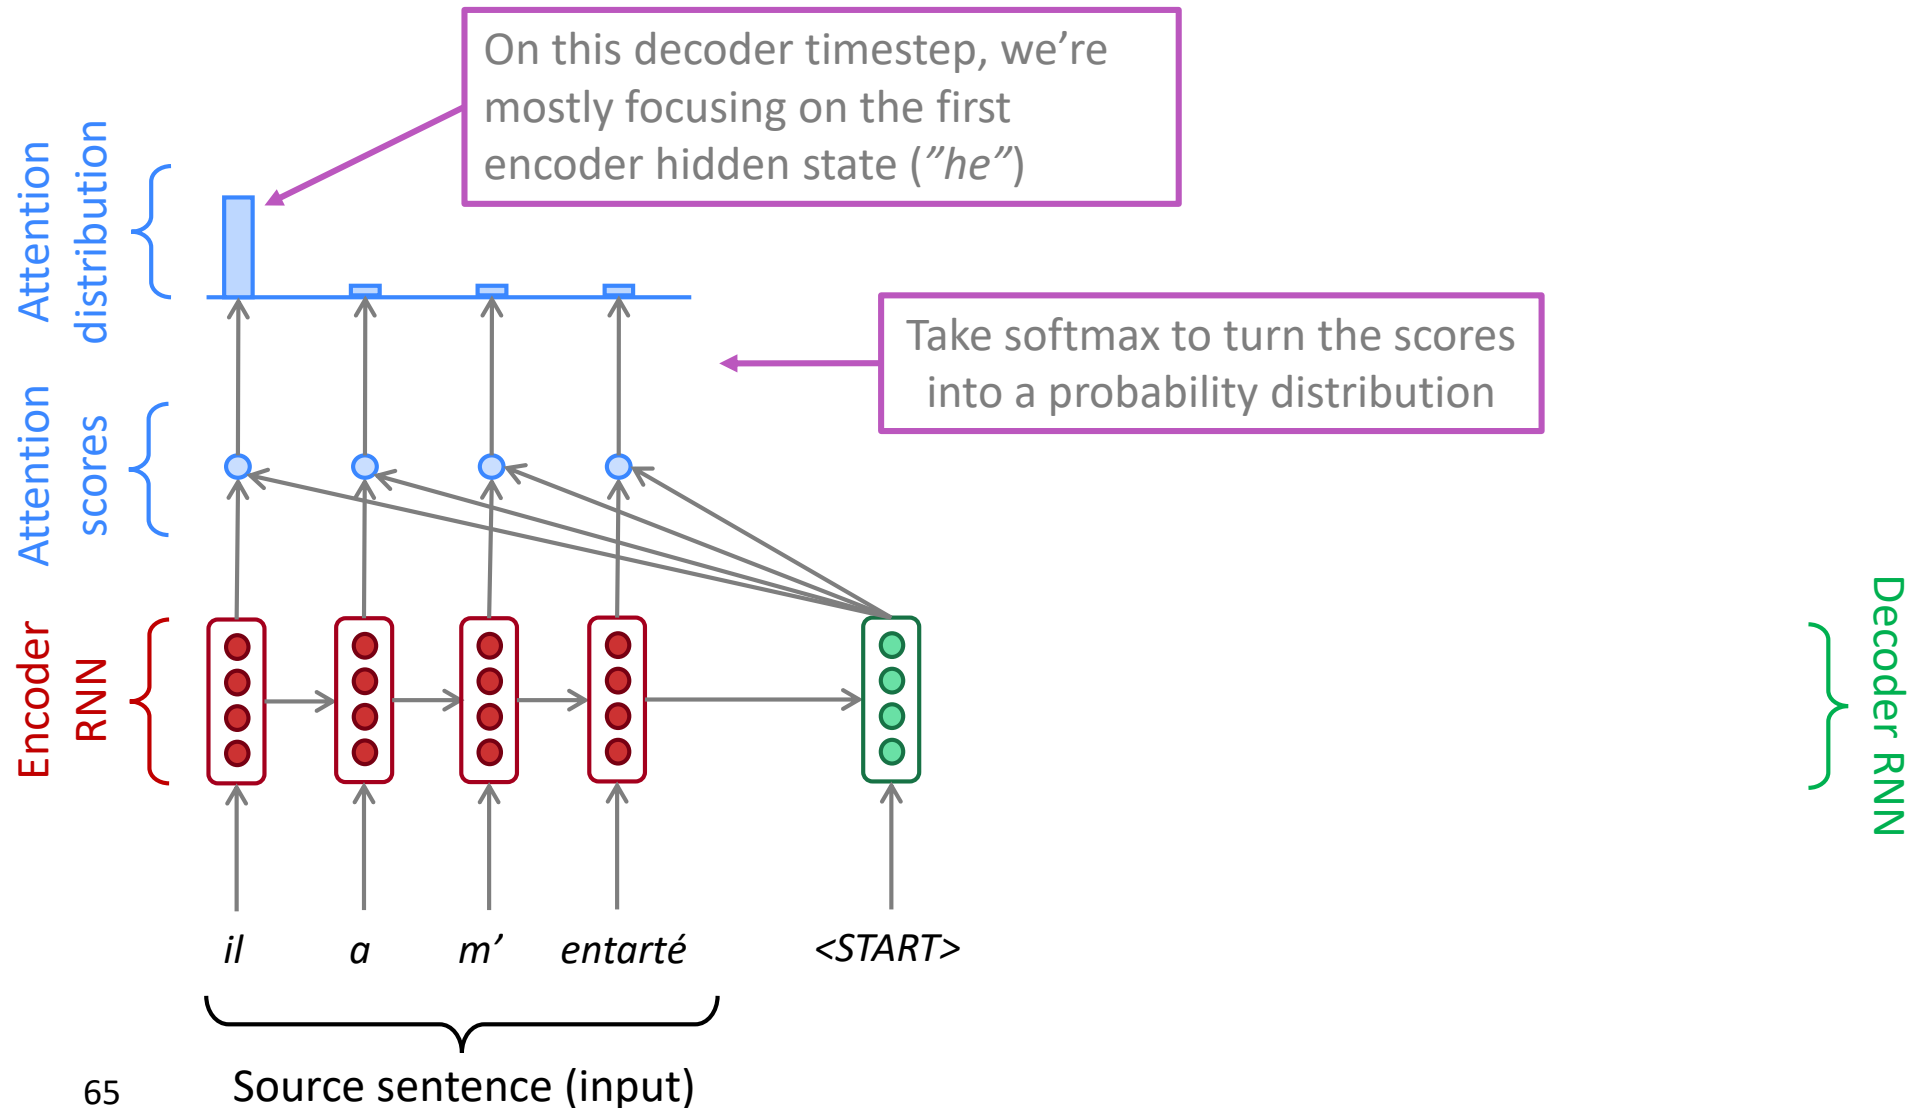 On this decoder timestep, we’re
mostly focusing on the first
encoder hidden state (”he”)
Attention
distribution
Take softmax to turn the scores
into a probability distribution
Attention
scores
Encoder
RNN
Decoder RNN
il a m’ entarté <START>
Source sentence (input)
65